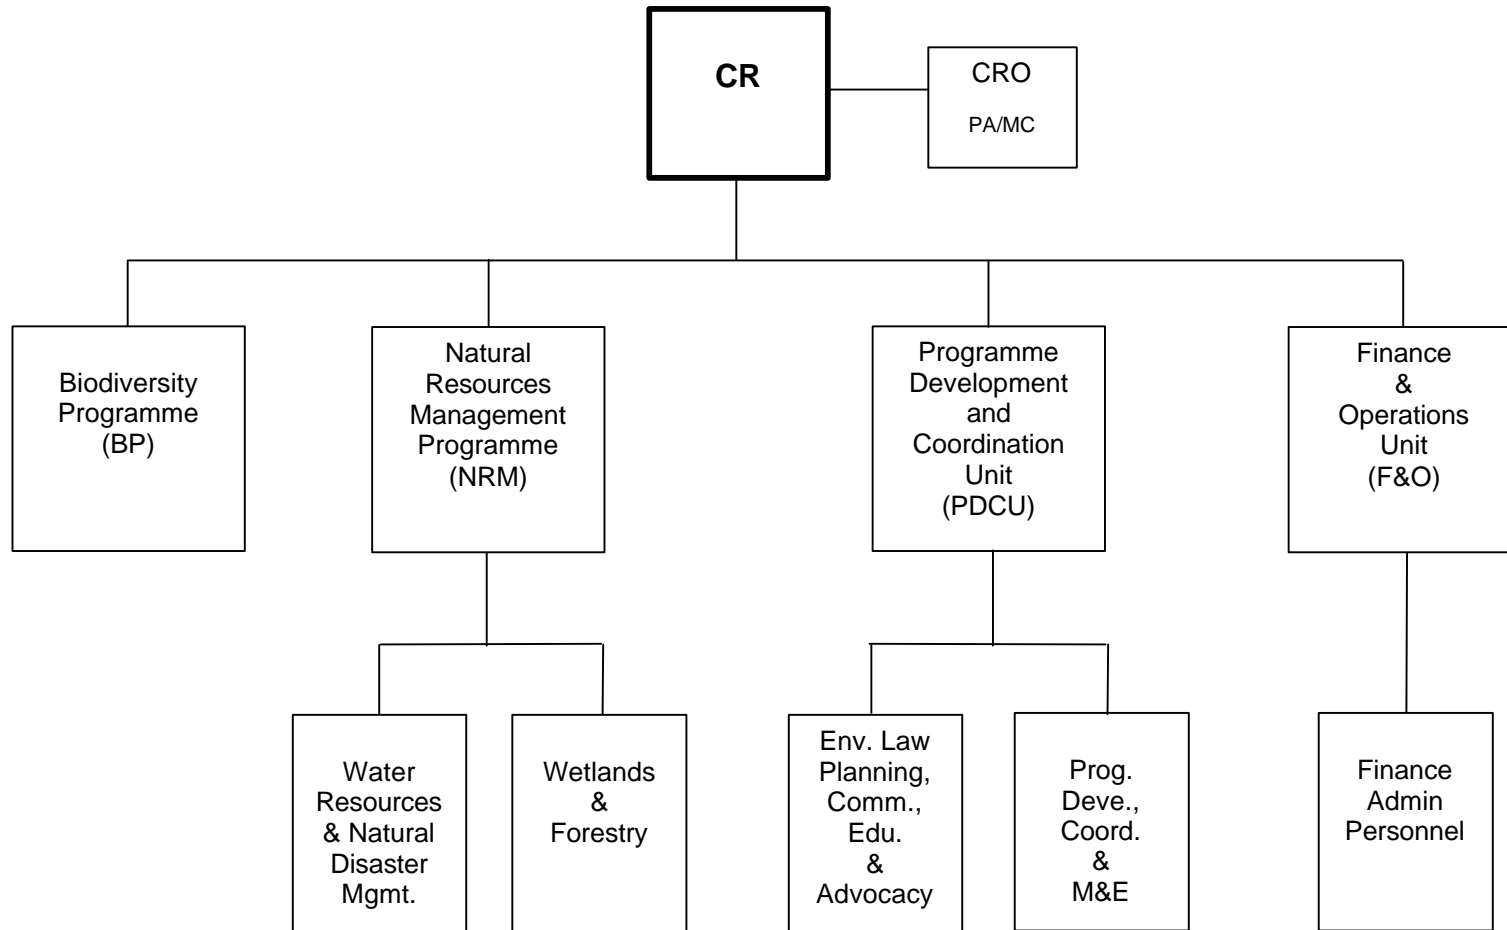 CR
CRO
PA/MC
Biodiversity
Programme
(BP)
Natural
Resources
Management
Programme
(NRM)
Programme
Development
and
Coordination
Unit
(PDCU)
Finance
&
Operations
Unit
(F&O)
Water
Resources
& Natural
Disaster
Mgmt.
Wetlands
&
Forestry
Env. Law
Planning,
Comm.,
Edu.
&
Advocacy
Prog.
Deve.,
Coord.
&
M&E
Finance
Admin
Personnel